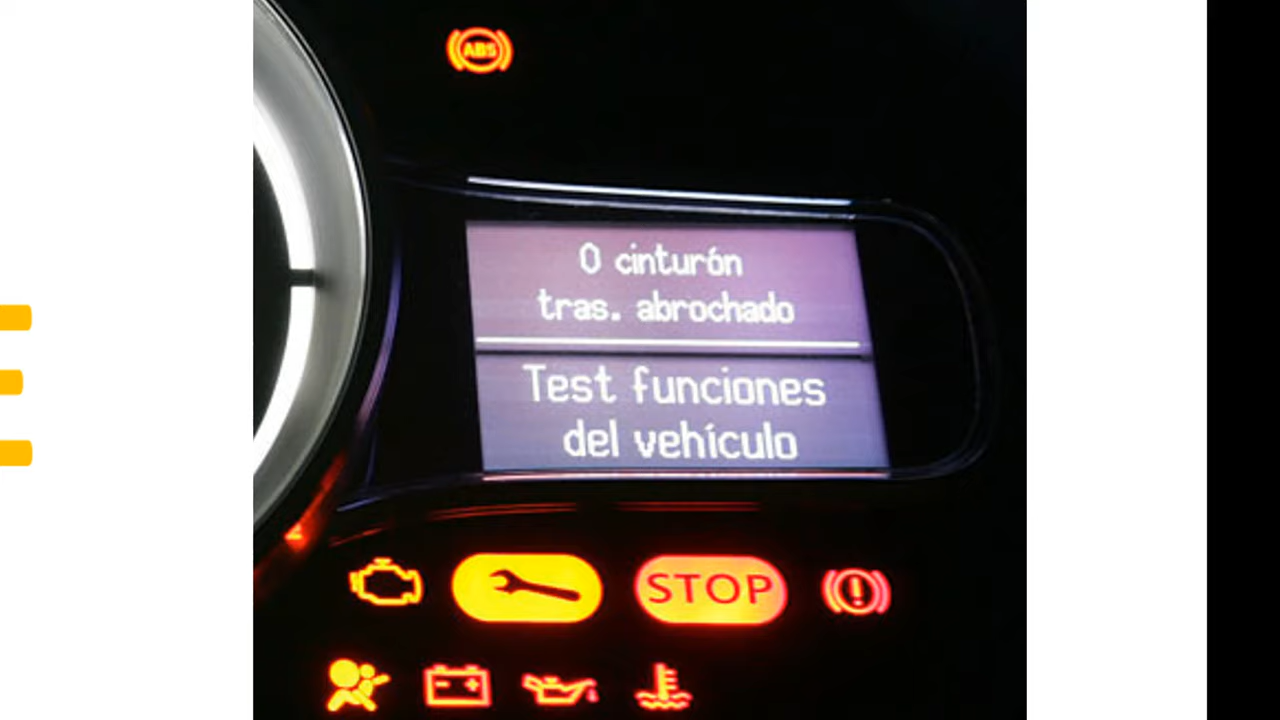 ABS
0 cinturón
tras. abrochado
Test funciones
del vehículo
STOP